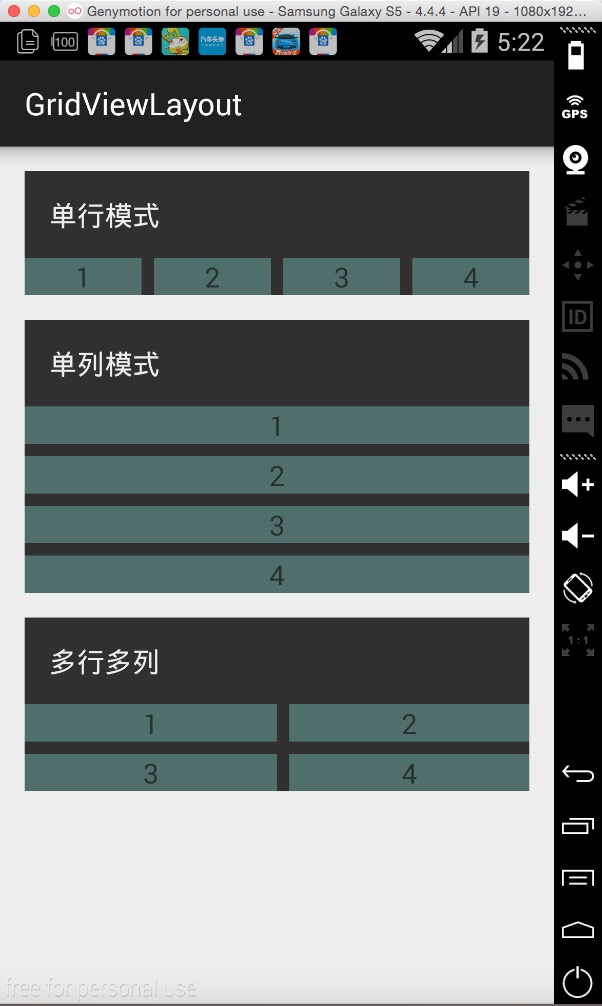 Genymotion for personal use - Samsung Galaxy S5 - 4.4.4 - API 19 - 1080x192...
100
5:22
GPS
GridViewLayout
单行模式
1 2 3 4
ID
单列模式
1
2
3
4
多行多列
1:1
1 2
3 4
free for personal use